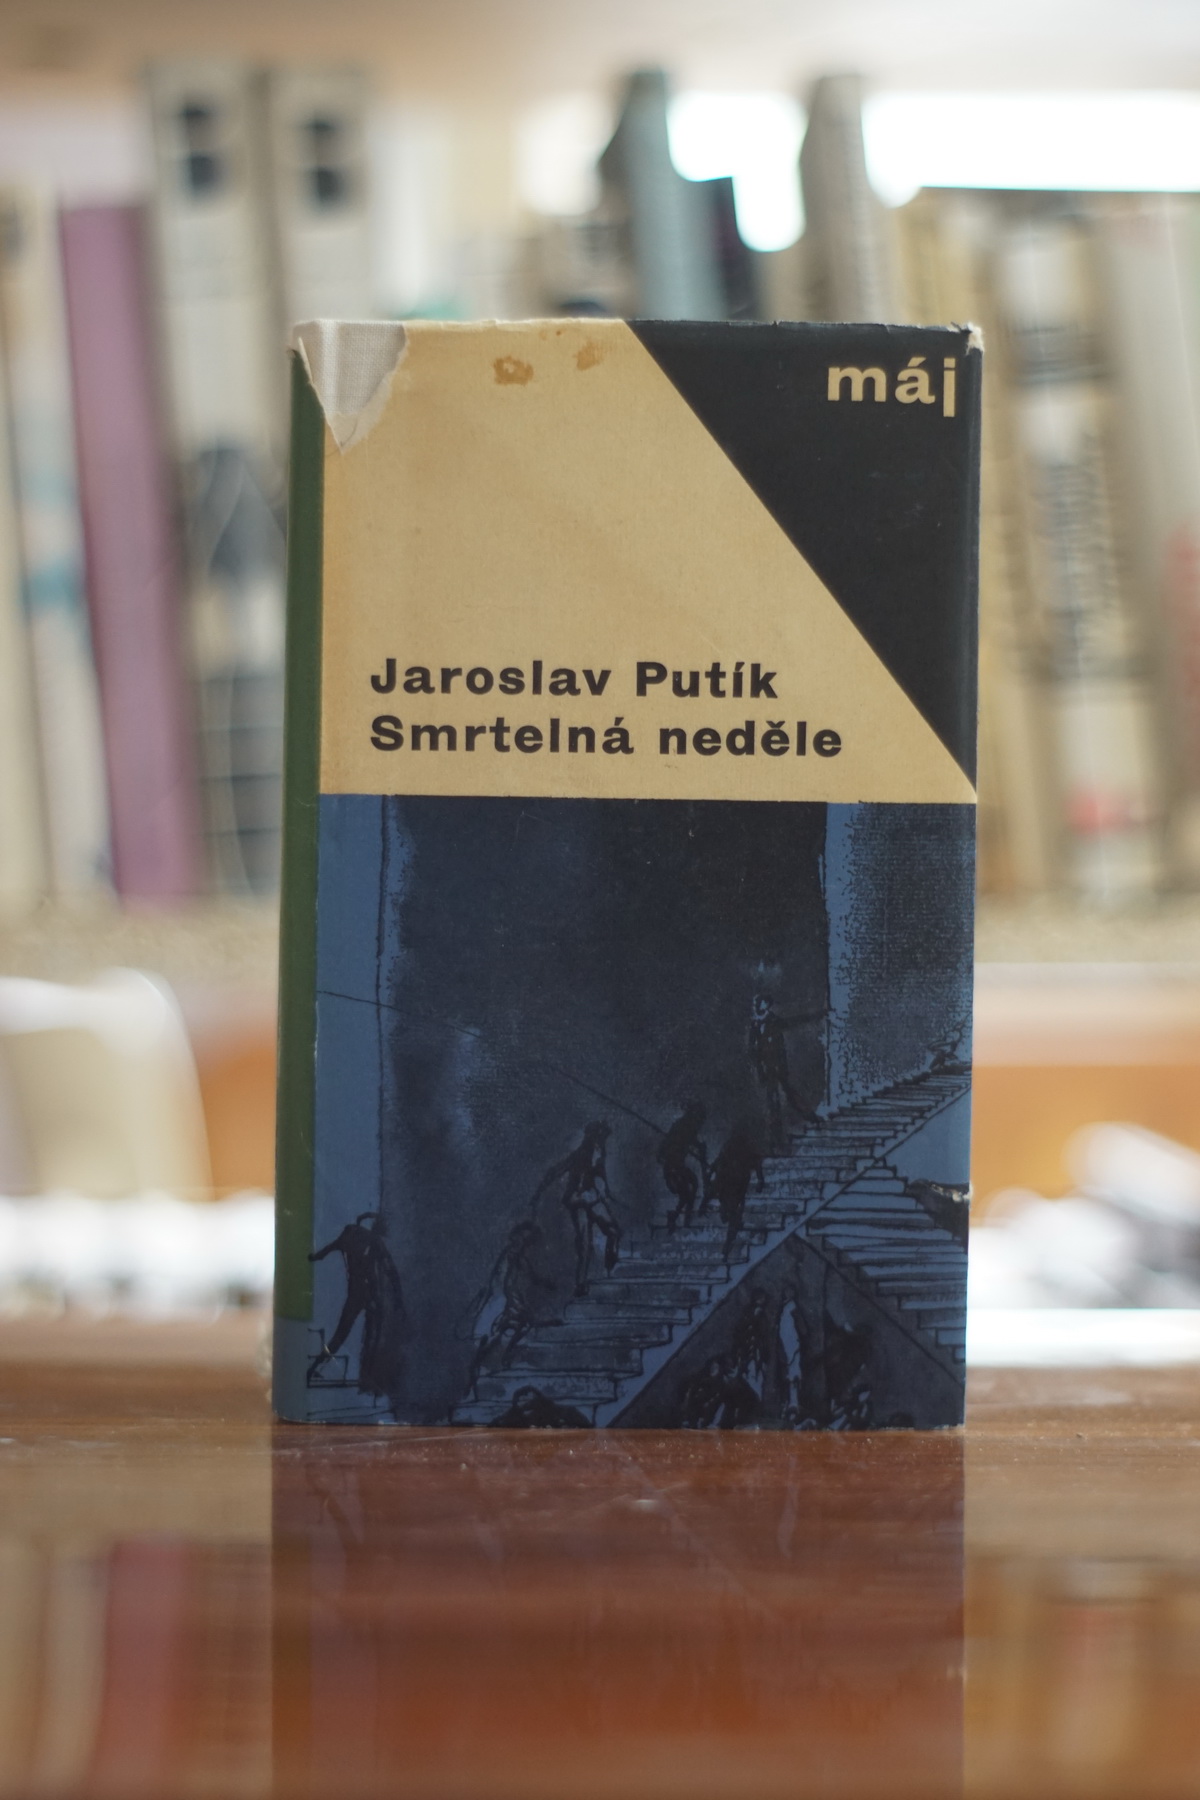 máj
Jaroslav Putík
Smrtelná neděle